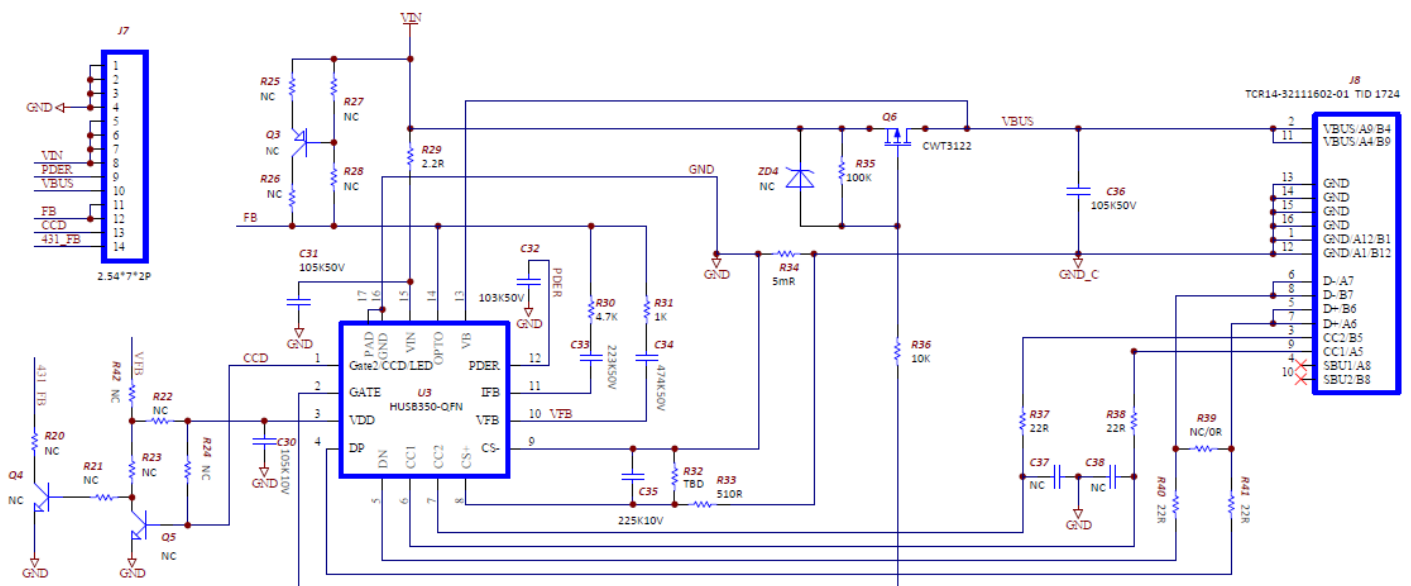 J7
1
2
3
GND 4
5
6
7
VIN 8
PDER 9
VBUS 10
11
FB 12
CCD 13
431_FB 14
2.54*7*2P
VIN
R25
NC
R27
NC
Q3
NC
R26
NC
R28
NC
R29
2.2R
FB
GND
Q6
CWT3122
VBUS
ZD4
NC
R35
100K
C36
105K50V
GND
R34
5mR
GND_C
J8
TCR14-32111602-01 TID 1724
2 VBUS/A9/B4
11 VBUS/A4/B9
13 GND
14 GND
15 GND
16 GND
1 GND/A12/B1
12 GND/A1/B12
6 D-/A7
8 D-/B7
5 D+/B6
7 D+/A6
3 CC2/B5
9 CC1/A5
4 SBU1/A8
10 SBU2/B8
C31
105K50V
GND
C32
103K50V
PDER
GND
R30
4.7K
R31
1K
C33
223K50V
C34
474K50V
R36
10K
17 16 15 14 13
PAD GND VIN OPTO VB
U3
HUSB350-QFN
CCD 1 Gate2/CCD/LED
2 GATE
3 VDD
4 DP
PDER 12
IFB 11
VFB 10 VFB
CS- 9
DN CC1 CC2 CS+
5 6 7 8
431_FB
VFB
R42
NC
R22
NC
R20
NC
R23
NC
R24
NC
R21
NC
C30
105K10V
GND
Q4
NC
Q5
NC
GND
GND
R32
TBD
R33
510R
C35
225K10V
R37
22R
R38
22R
R39
NC/0R
C37
NC
C38
NC
GND
R40
22R
R41
22R